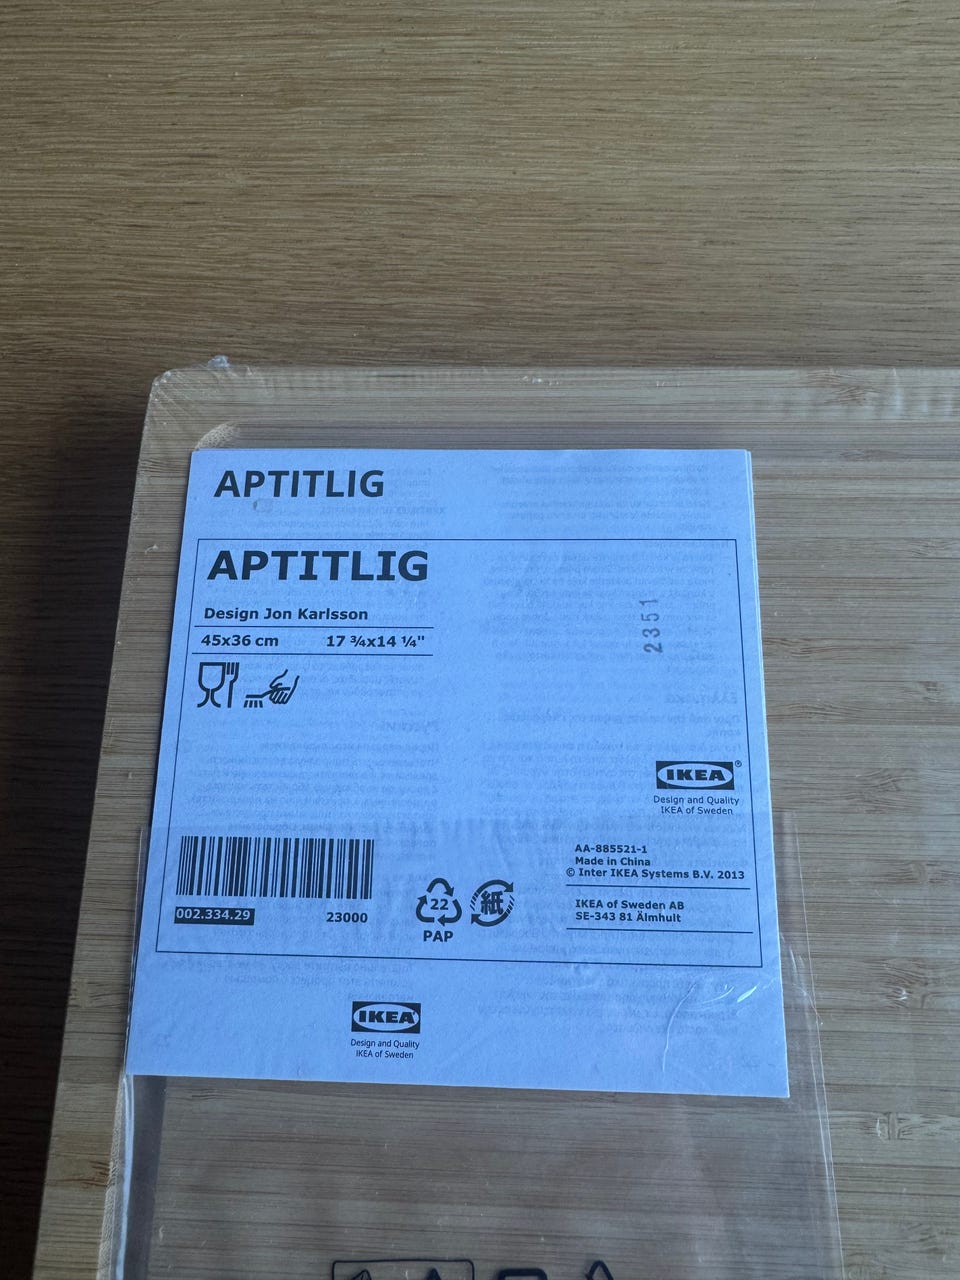 APTITLIG
APTITLIG
Design Jon Karlsson
45x36 cm 17 ¾x14 ¼"
2351
IKEA®
Design and Quality
IKEA of Sweden
AA-885521-1
Made in China
© Inter IKEA Systems B.V. 2013
002.334.29 23000
22
PAP
紙
IKEA of Sweden AB
SE-343 81 Älmhult
IKEA
Design and Quality
IKEA of Sweden